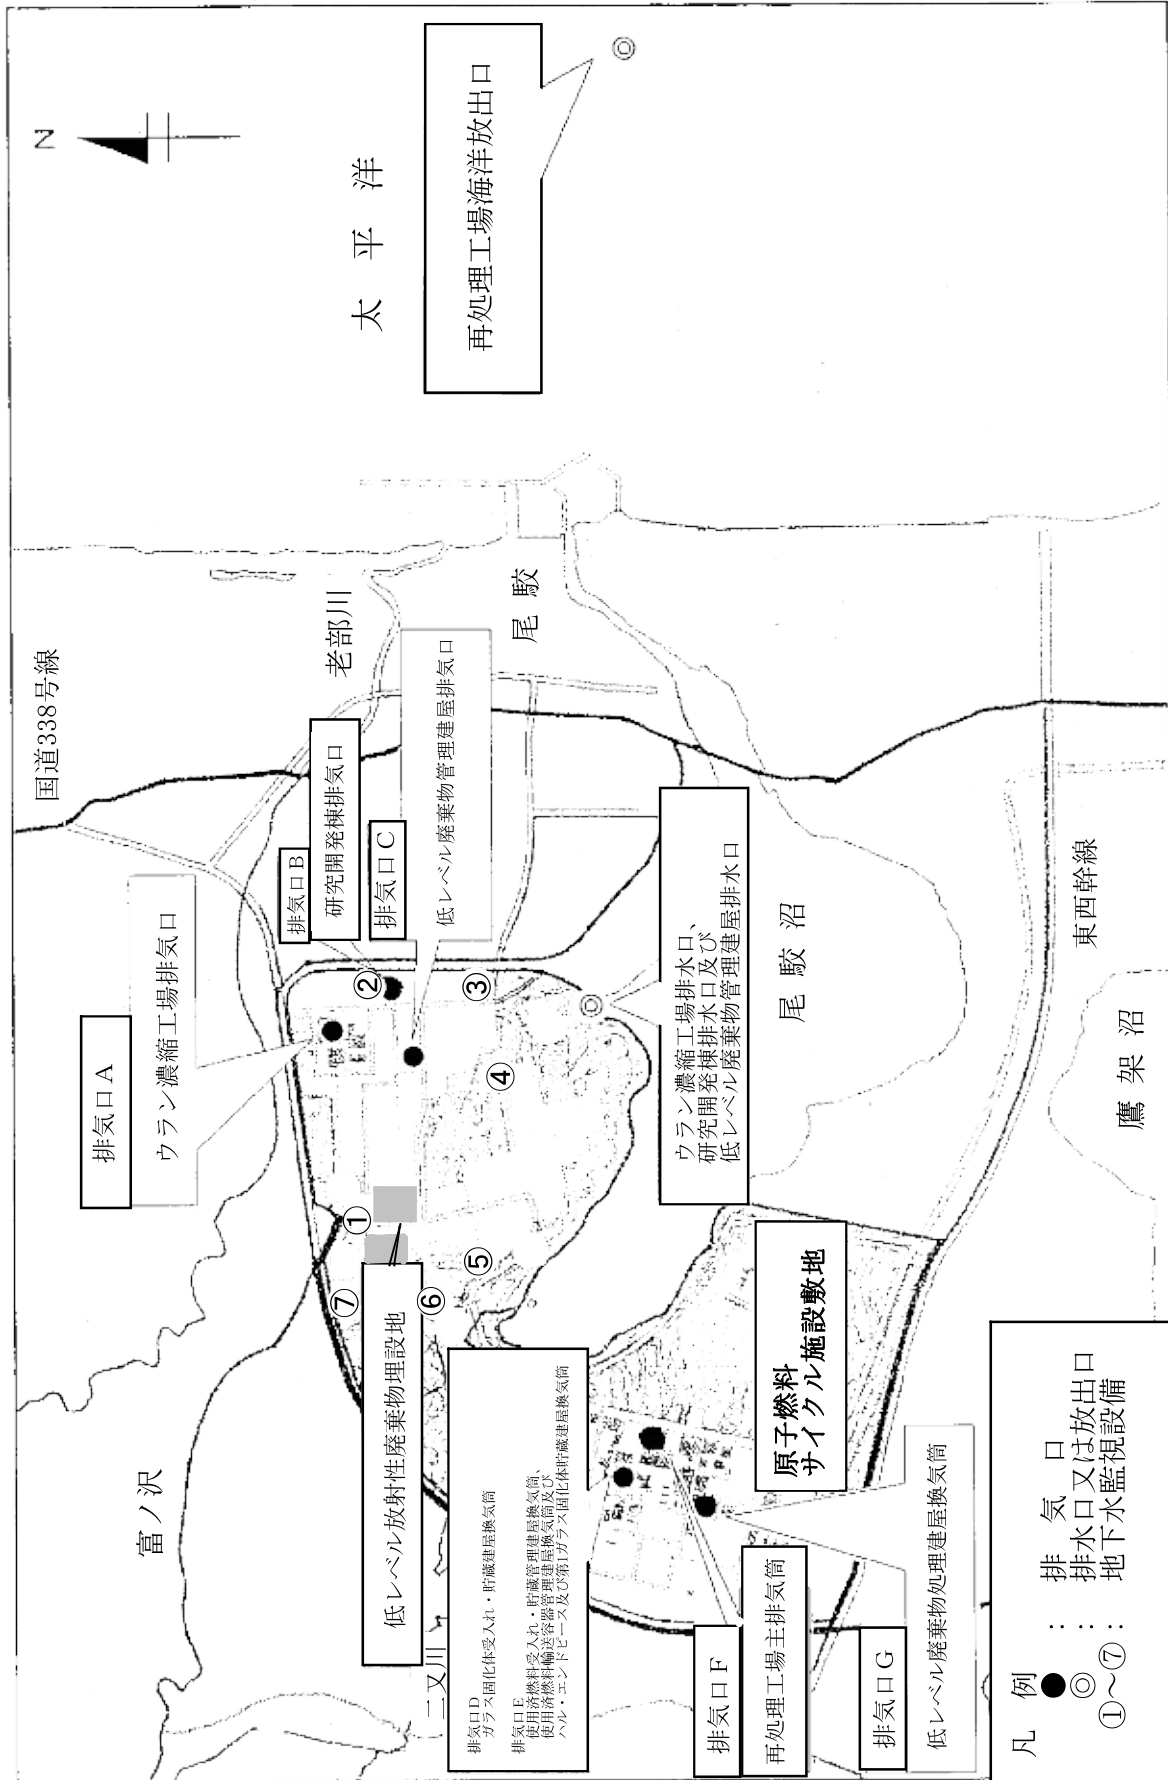 N
太平洋
再処理工場海洋放出口
国道338号線
老部川
尾駮
排気口A
ウラン濃縮工場排気口
排気口B
研究開発棟排気口
排気口C
低レベル廃棄物管理建屋排気口
①
②
③
④
⑤
⑥
⑦
富ノ沢
低レベル放射性廃棄物埋設地
二又川
ウラン濃縮工場排水口、
研究開発棟排水口及び
低レベル廃棄物管理建屋排水口
尾駮沼
東西幹線
鷹架沼
排気口D
ガラス固化体受入れ・貯蔵建屋換気筒
排気口E
使用済燃料受入れ・貯蔵管理建屋換気筒、
使用済燃料輸送容器管理建屋換気筒及び
ハル・エンドピース及び第1ガラス固化体貯蔵建屋換気筒
原子燃料
サイクル施設敷地
排気口F
再処理工場主排気筒
排気口G
低レベル廃棄物処理建屋換気筒
凡例
●：排気口
◎：排水口又は放出口
①～⑦：地下水監視設備